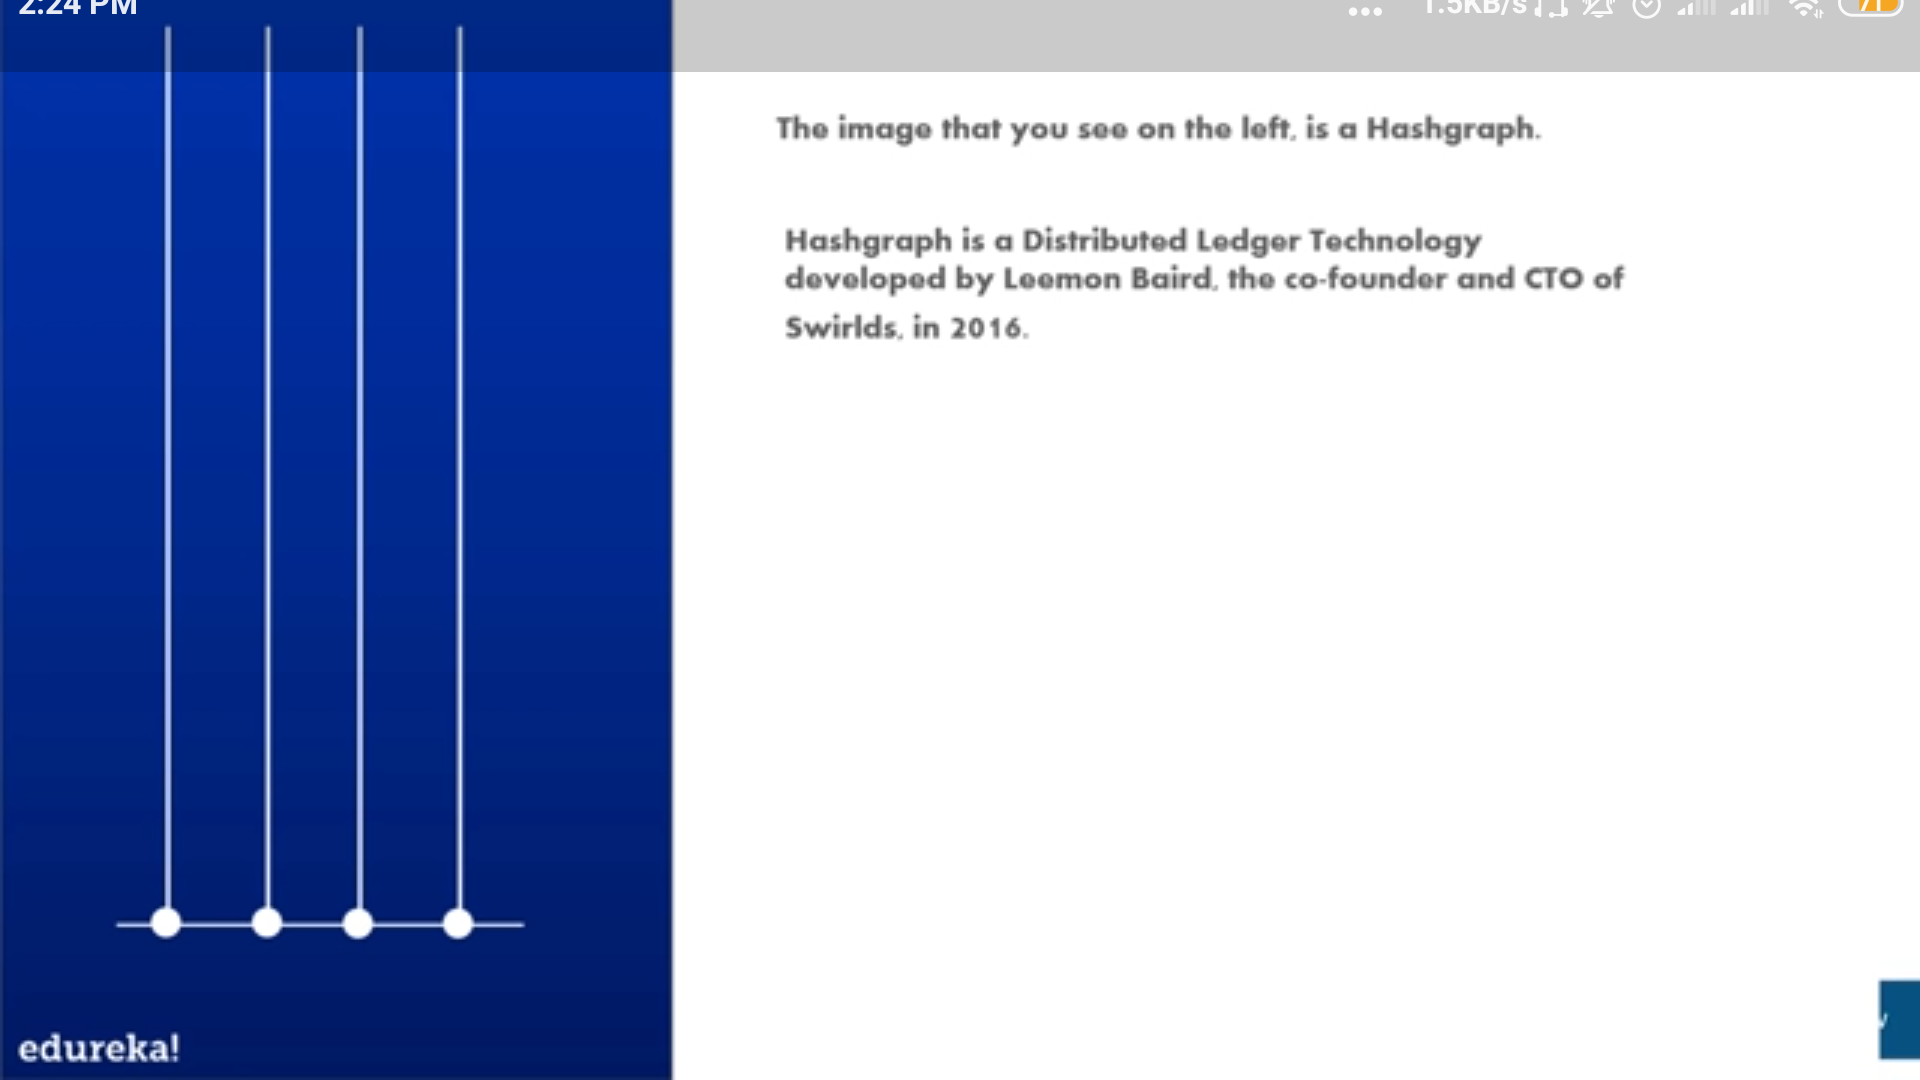 2:24 PM
1.5KB/s
71
The image that you see on the left, is a Hashgraph.
Hashgraph is a Distributed Ledger Technology
developed by Leemon Baird, the co-founder and CTO of
Swirlds, in 2016.
edureka!